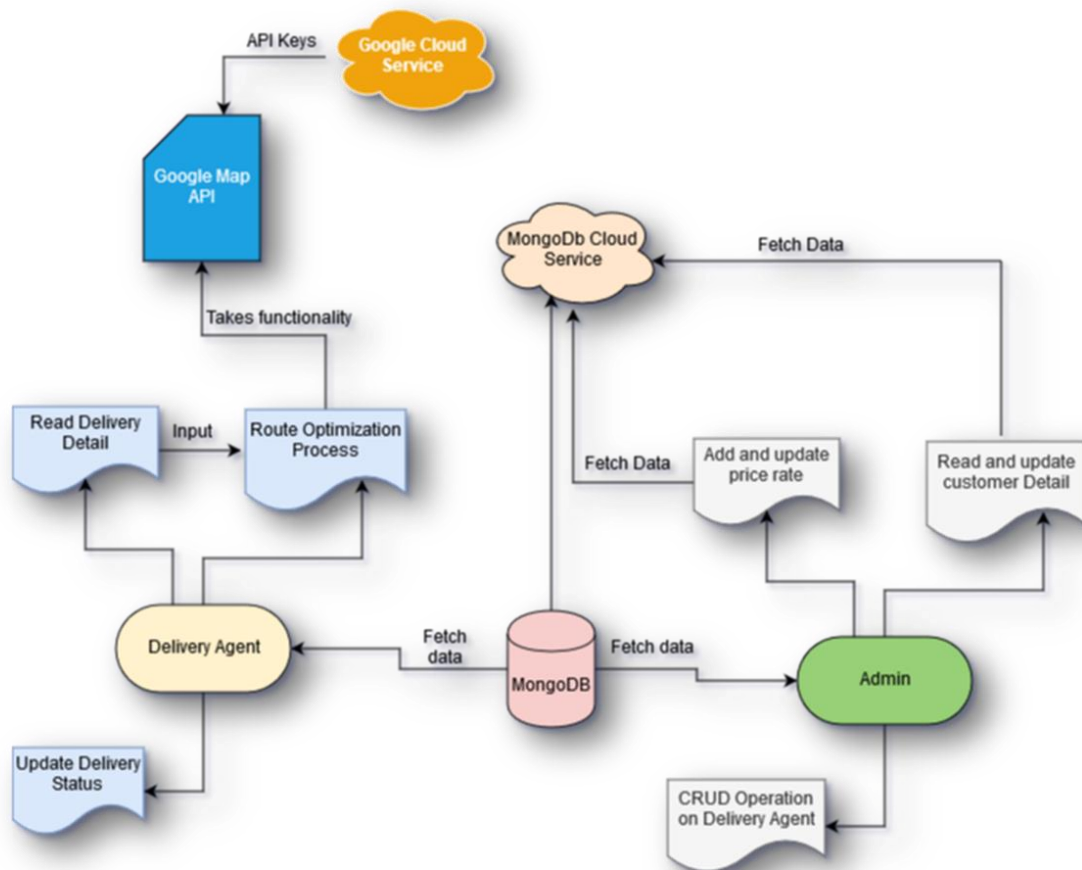 API Keys
Google Cloud
Service
Google Map
API
MongoDb Cloud
Service
Fetch Data
Takes functionality
Read Delivery
Detail
Input
Route Optimization
Process
Fetch Data
Add and update
price rate
Read and update
customer Detail
Delivery Agent
Fetch
data
MongoDB
Fetch data
Admin
Update Delivery
Status
CRUD Operation
on Delivery Agent